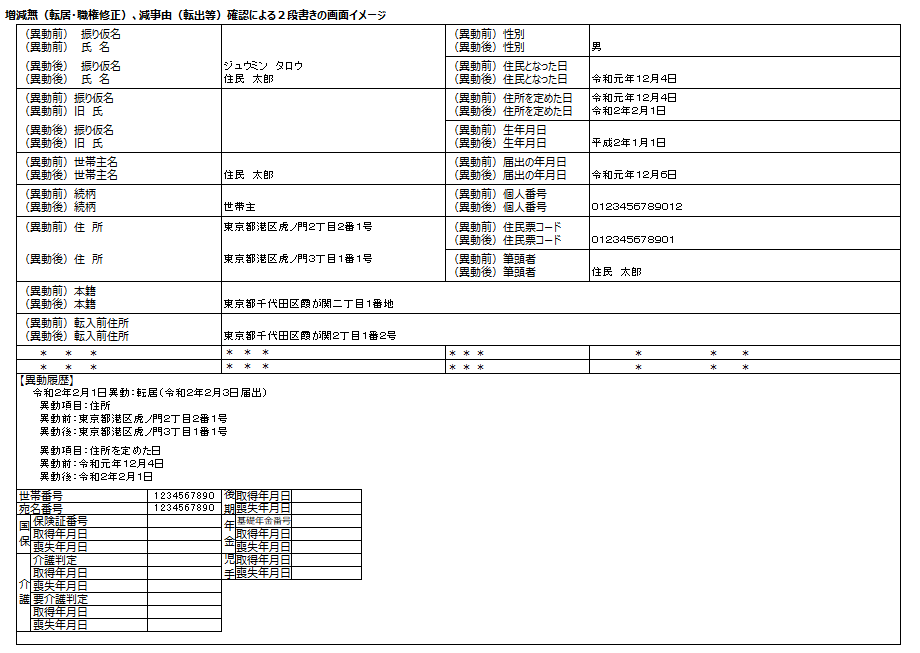 増減無（転居・職権修正）、減事由（転出等）確認による２段書きの画面イメージ
（異動前）　振り仮名
（異動前）　氏　名
（異動前）性別
（異動後）性別　男
（異動後）　振り仮名　ジュウミン　タロウ
（異動後）　氏　名　住民　太郎
（異動前）住民となった日
（異動後）住民となった日　令和元年12月4日
（異動前）振り仮名
（異動前）旧　氏
（異動前）住所を定めた日　令和元年12月4日
（異動後）住所を定めた日　令和2年2月1日
（異動後）振り仮名
（異動後）旧　氏
（異動前）生年月日
（異動後）生年月日　平成2年1月1日
（異動前）世帯主名
（異動後）世帯主名　住民　太郎
（異動前）届出の年月日
（異動後）届出の年月日　令和元年12月6日
（異動前）続柄
（異動後）続柄　世帯主
（異動前）個人番号
（異動後）個人番号　0123456789012
（異動前）住　所　東京都港区虎ノ門2丁目2番1号
（異動前）住民票コード
（異動後）住民票コード　012345678901
（異動後）住　所　東京都港区虎ノ門3丁目1番1号
（異動前）筆頭者
（異動後）筆頭者　住民　太郎
（異動前）本籍
（異動後）本籍　東京都千代田区霞が関二丁目1番地
（異動前）転入前住所
（異動後）転入前住所　東京都千代田区霞が関2丁目1番2号
＊　＊　＊　＊　＊　＊　＊　＊　＊　＊　＊　＊
＊　＊　＊　＊　＊　＊　＊　＊　＊　＊　＊　＊
【異動履歴】
令和2年2月1日異動：転居（令和2年2月3日届出）
異動項目：住所
異動前：東京都港区虎ノ門2丁目2番1号
異動後：東京都港区虎ノ門3丁目1番1号
異動項目：住所を定めた日
異動前：令和元年12月4日
異動後：令和2年2月1日
世帯番号　1234567890
宛名番号　1234567890
国保
保険証番号
取得年月日
喪失年月日
介護
介護判定
取得年月日
喪失年月日
要介護判定
取得年月日
喪失年月日
後期
取得年月日
喪失年月日
年金
基礎年金番号
取得年月日
喪失年月日
児手
取得年月日
喪失年月日